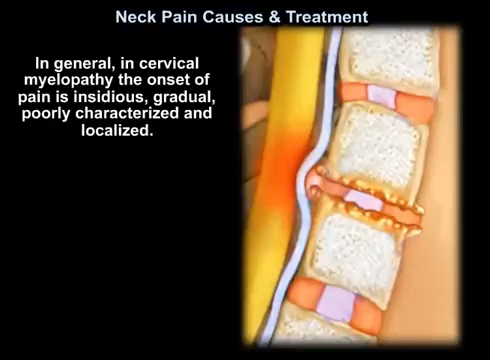 Neck Pain Causes & Treatment
In general, in cervical
myelopathy the onset of
pain is insidious, gradual,
poorly characterized and
localized.